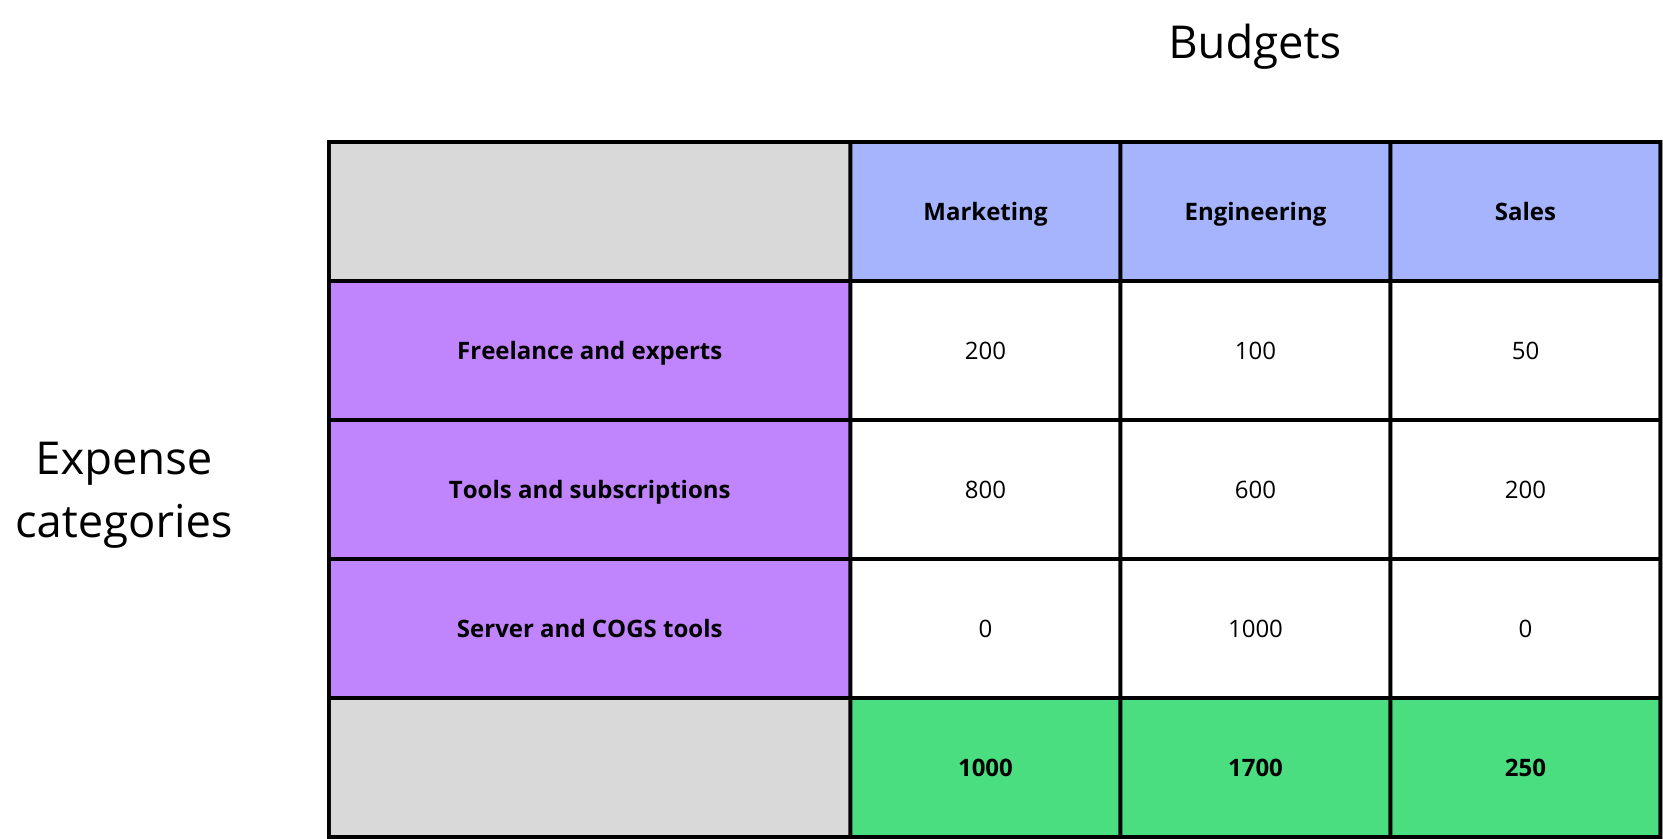 Budgets
Marketing Engineering Sales
Freelance and experts 200 100 50
Expense
categories
Tools and subscriptions 800 600 200
Server and COGS tools 0 1000 0
1000 1700 250